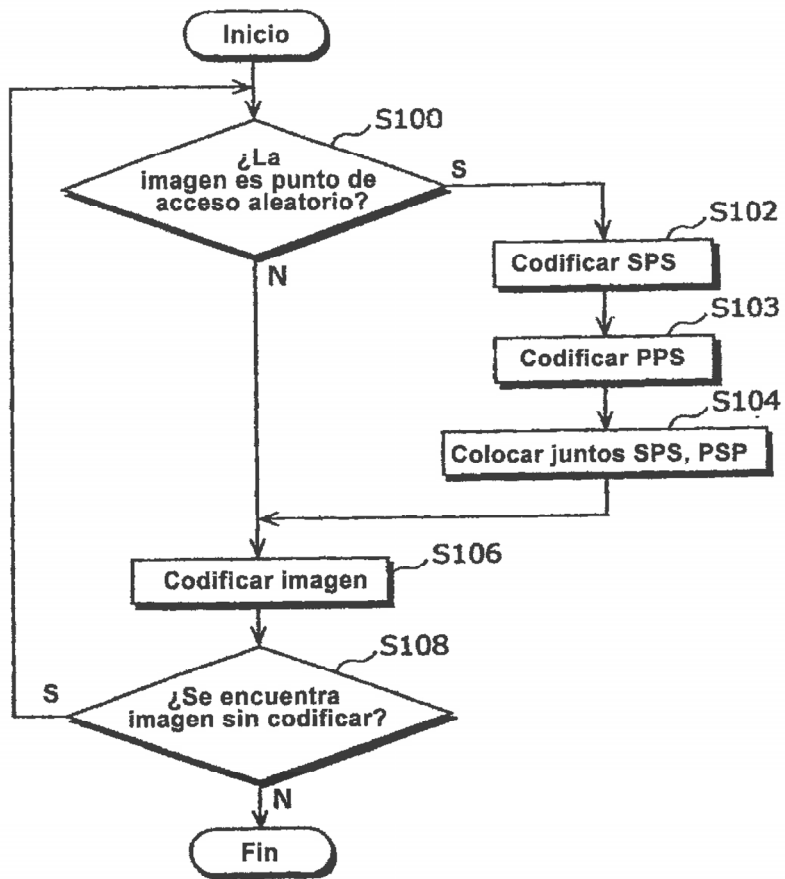 Inicio
S100
¿La
imagen es punto de
acceso aleatorio?
S
N
S102
Codificar SPS
S103
Codificar PPS
S104
Colocar juntos SPS, PSP
S106
Codificar imagen
S108
¿Se encuentra
imagen sin codificar?
S
N
Fin